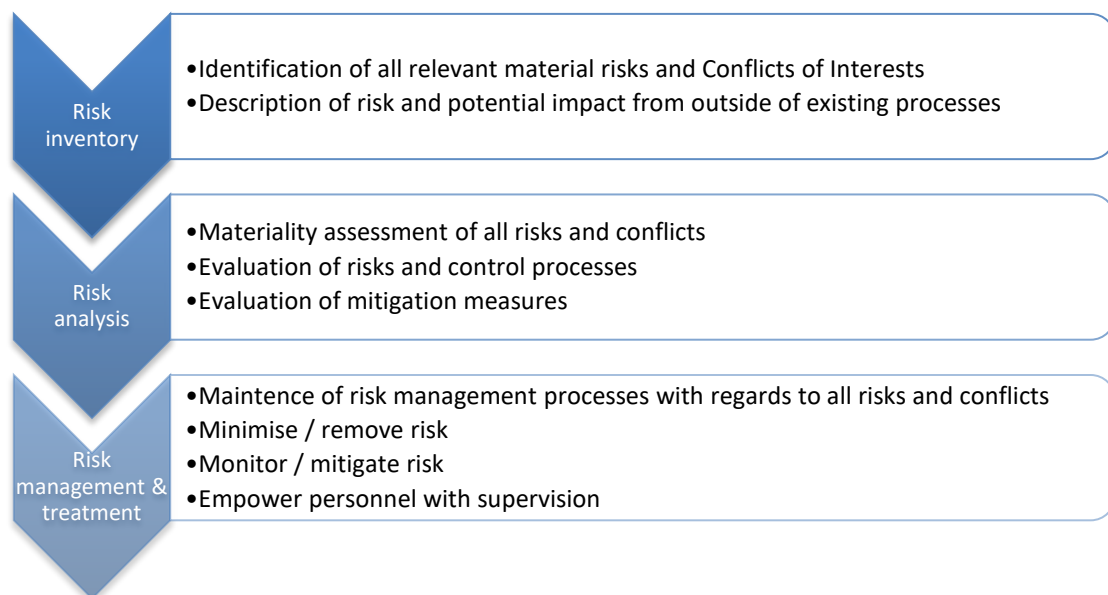 Risk
inventory
•Identification of all relevant material risks and Conflicts of Interests
•Description of risk and potential impact from outside of existing processes
Risk
analysis
•Materiality assessment of all risks and conflicts
•Evaluation of risks and control processes
•Evaluation of mitigation measures
Risk
management &
treatment
•Maintence of risk management processes with regards to all risks and conflicts
•Minimise / remove risk
•Monitor / mitigate risk
•Empower personnel with supervision